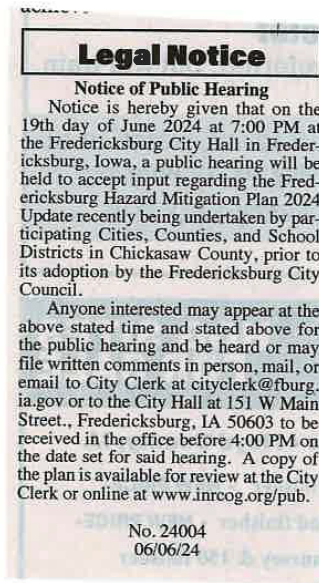 Legal Notice
Notice of Public Hearing
Notice is hereby given that on the
19th day of June 2024 at 7:00 PM at
the Fredericksburg City Hall in Freder-
icksburg, Iowa, a public hearing will be
held to accept input regarding the Fred-
ericksburg Hazard Mitigation Plan 2024
Update recently being undertaken by par-
ticipating Cities, Counties, and School
Districts in Chickasaw County, prior to
its adoption by the Fredericksburg City
Council.
Anyone interested may appear at the
above stated time and stated above for
the public hearing and be heard or may
file written comments in person, mail, or
email to City Clerk at cityclerk@fburg.
ia.gov or to the City Hall at 151 W Main
Street., Fredericksburg, IA 50603 to be
received in the office before 4:00 PM on
the date set for said hearing. A copy of
the plan is available for review at the City
Clerk or online at www.inrcog.org/pub.
No. 24004
06/06/24